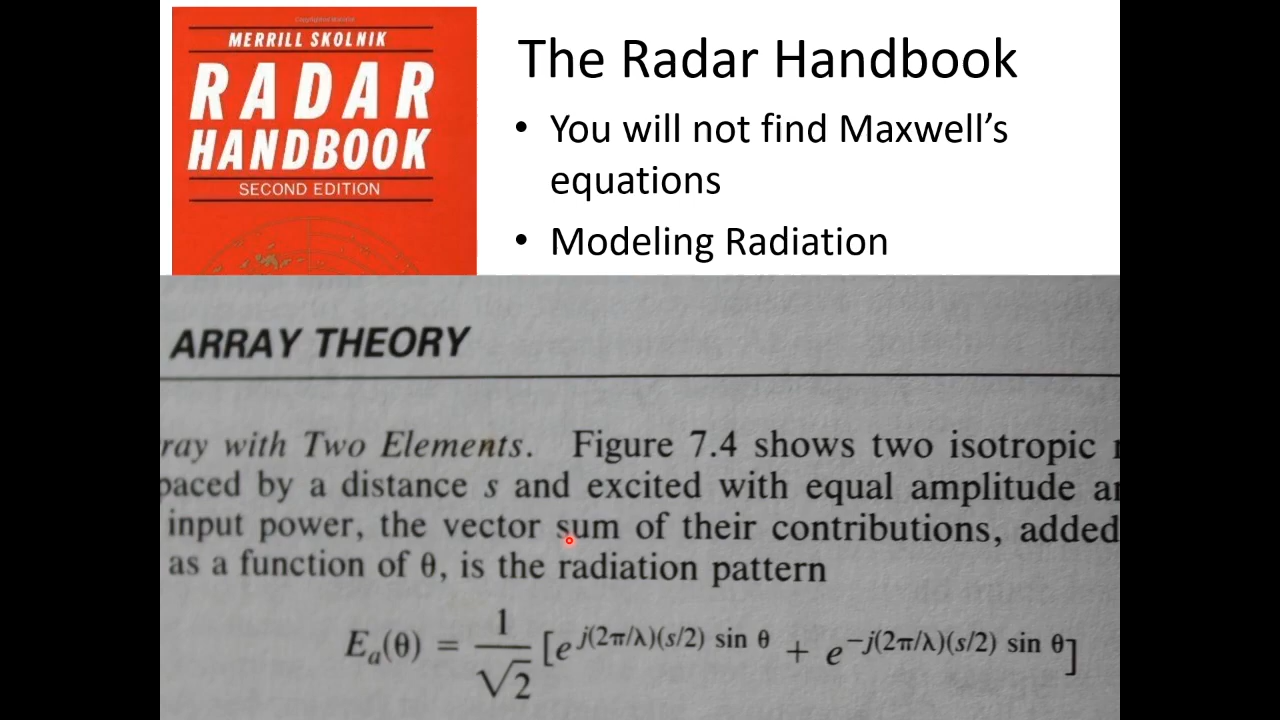 MERRILL SKOLNIK
RADAR
HANDBOOK
SECOND EDITION
The Radar Handbook
• You will not find Maxwell's
equations
• Modeling Radiation
ARRAY THEORY
ray with Two Elements. Figure 7.4 shows two isotropic
paced by a distance s and excited with equal amplitude
input power, the vector sum of their contributions, added
as a function of θ, is the radiation pattern
Eₐ(θ) = 1/√2 [e^{j(2π/λ)(s/2) sin θ} + e^{−j(2π/λ)(s/2) sin θ}]